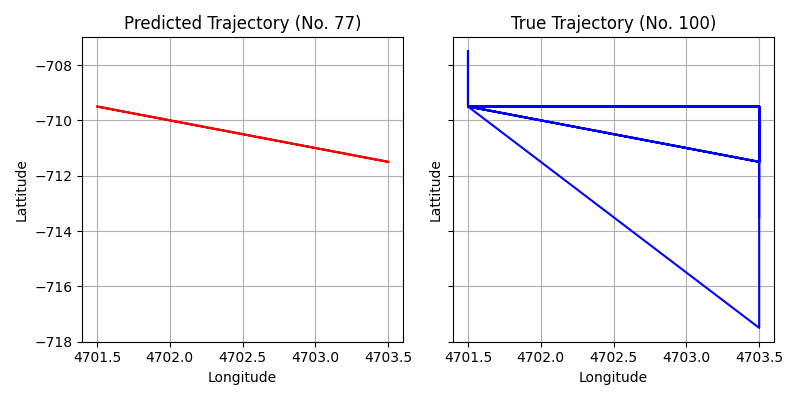 Predicted Trajectory (No. 77)
True Trajectory (No. 100)
Lattitude
−708
−710
−712
−714
−716
−718
4701.5 4702.0 4702.5 4703.0 4703.5
Longitude
Lattitude
4701.5 4702.0 4702.5 4703.0 4703.5
Longitude